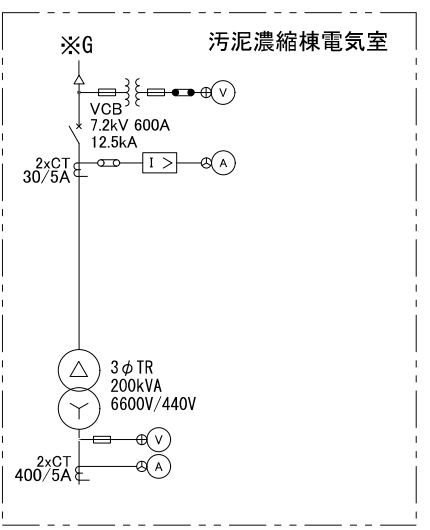 ※G
汚泥濃縮棟電気室
V
VCB
7.2kV 600A
12.5kA
2xCT
30/5A
I >
A
3φTR
200kVA
6600V/440V
V
2xCT
400/5A
A